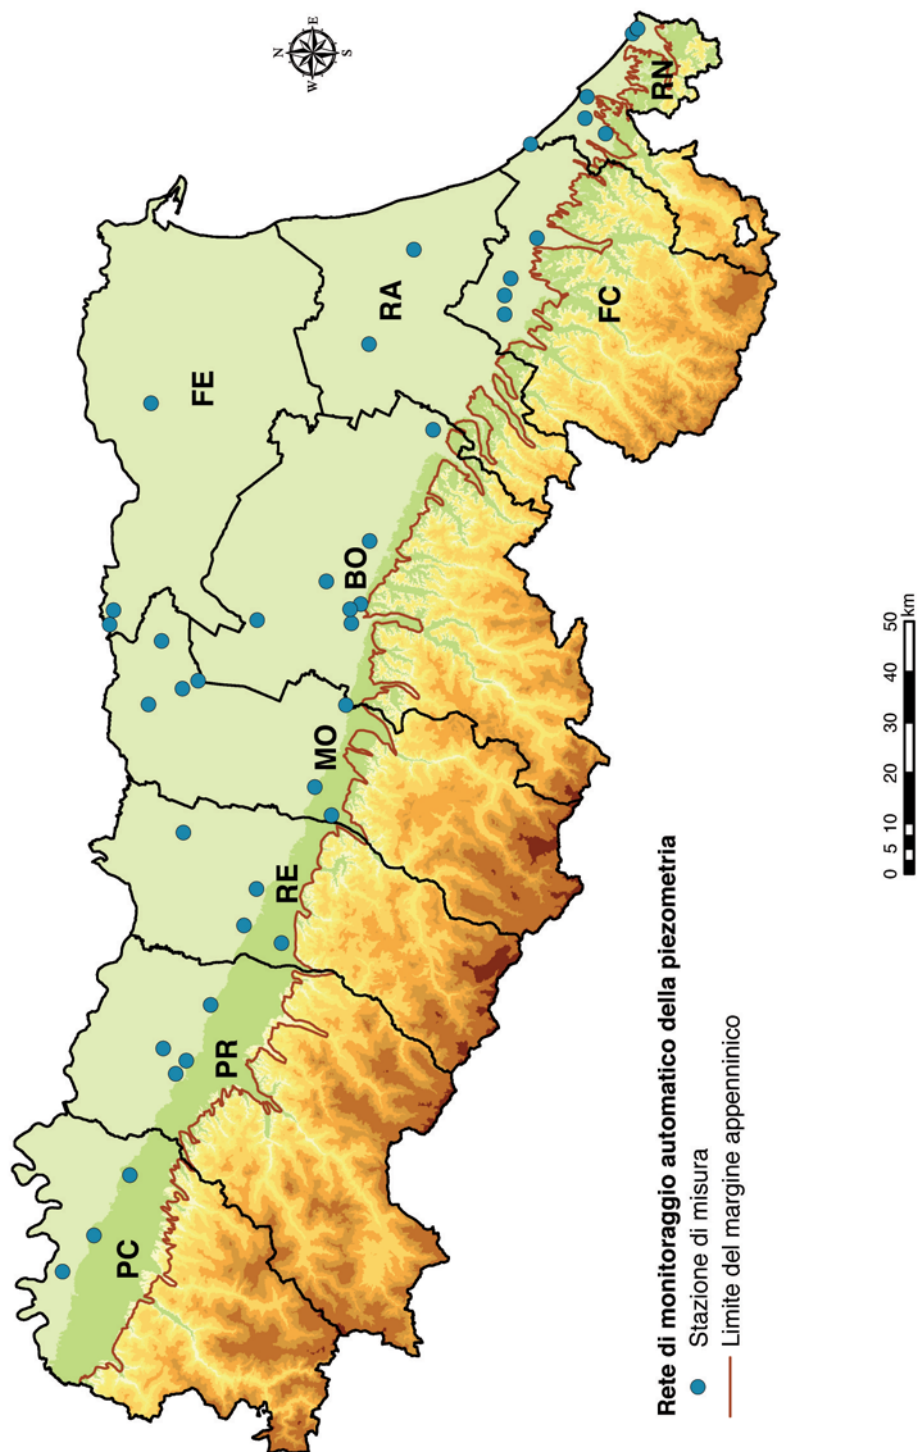 N
W
E
S
FE
RA
RN
FC
BO
MO
RE
PR
PC
Rete di monitoraggio automatico della piezometria
Stazione di misura
Limite del margine appenninico
0 5 10 20 30 40 50
km